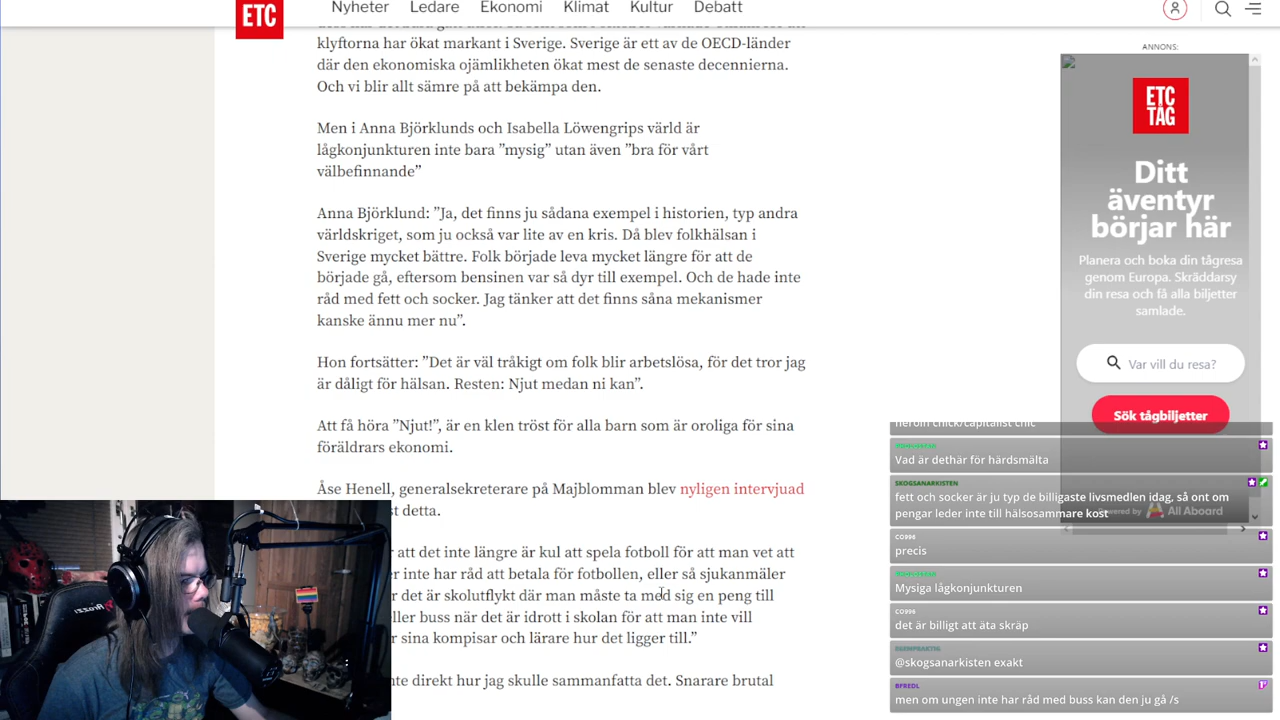 ETC
Nyheter Ledare Ekonomi Klimat Kultur Debatt
klyftorna har ökat markant i Sverige. Sverige är ett av de OECD-länder
där den ekonomiska ojämlikheten ökat mest de senaste decennierna.
Och vi blir allt sämre på att bekämpa den.
Men i Anna Björklunds och Isabella Löwengrips värld är
lågkonjunkturen inte bara ”mysig” utan även ”bra för vårt
välbefinnande”
Anna Björklund: ”Ja, det finns ju sådana exempel i historien, typ andra
världskriget, som ju också var lite av en kris. Då blev folkhälsan i
Sverige mycket bättre. Folk började leva mycket längre för att de
började gå, eftersom bensinen var så dyr till exempel. Och de hade inte
råd med fett och socker. Jag tänker att det finns såna mekanismer
kanske ännu mer nu”.
Hon fortsätter: ”Det är väl tråkigt om folk blir arbetslösa, för det tror jag
är dåligt för hälsan. Resten: Njut medan ni kan”.
Att få höra ”Njut!”, är en klen tröst för alla barn som är oroliga för sina
föräldrars ekonomi.
Åse Henell, generalsekreterare på Majblomman blev nyligen intervjuad
st detta.
att det inte längre är kul att spela fotboll för att man vet att
r inte har råd att betala för fotbollen, eller så sjukanmäler
r det är skolutflykt där man måste ta med sig en peng till
eller buss när det är idrott i skolan för att man inte vill
r sina kompisar och lärare hur det ligger till.”
nte direkt hur jag skulle sammanfatta det. Snarare brutal
ANNONS:
ETC
TAG
Ditt
äventyr
börjar här
Planera och boka din tågresa
genom Europa. Skräddarsy
din resa och få alla biljetter
samlade.
Var vill du resa?
Sök tågbiljetter
Powered by All Aboard
heroin chick/capitalist chic
Vad är dethär för härdsmälta
SKOGSANARKISTEN
fett och socker är ju typ de billigaste livsmedlen idag, så ont om
pengar leder inte till hälsosammare kost
CO996
precis
Mysiga lågkonjunkturen
CO996
det är billigt att äta skräp
@skogsanarkisten exakt
BFREDL
men om ungen inte har råd med buss kan den ju gå /s